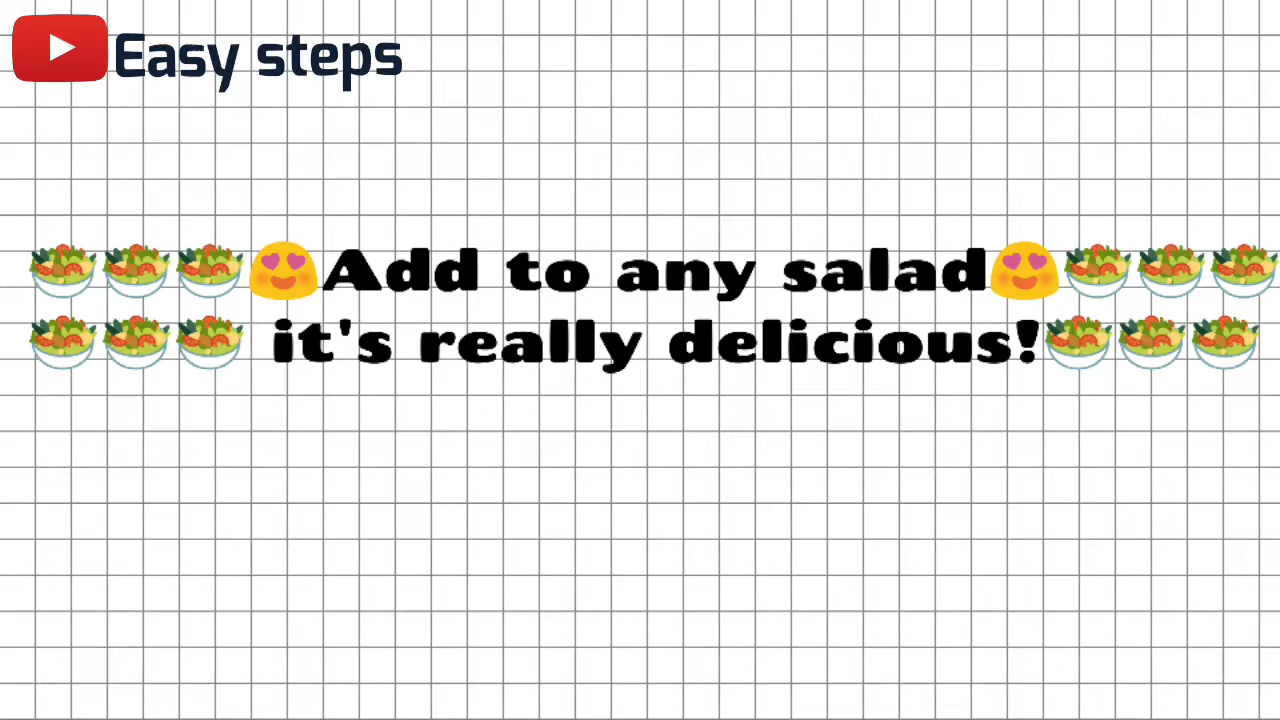 Easy steps
🥗🥗🥗😍Add to any salad😍🥗🥗🥗
🥗🥗🥗 it's really delicious!🥗🥗🥗